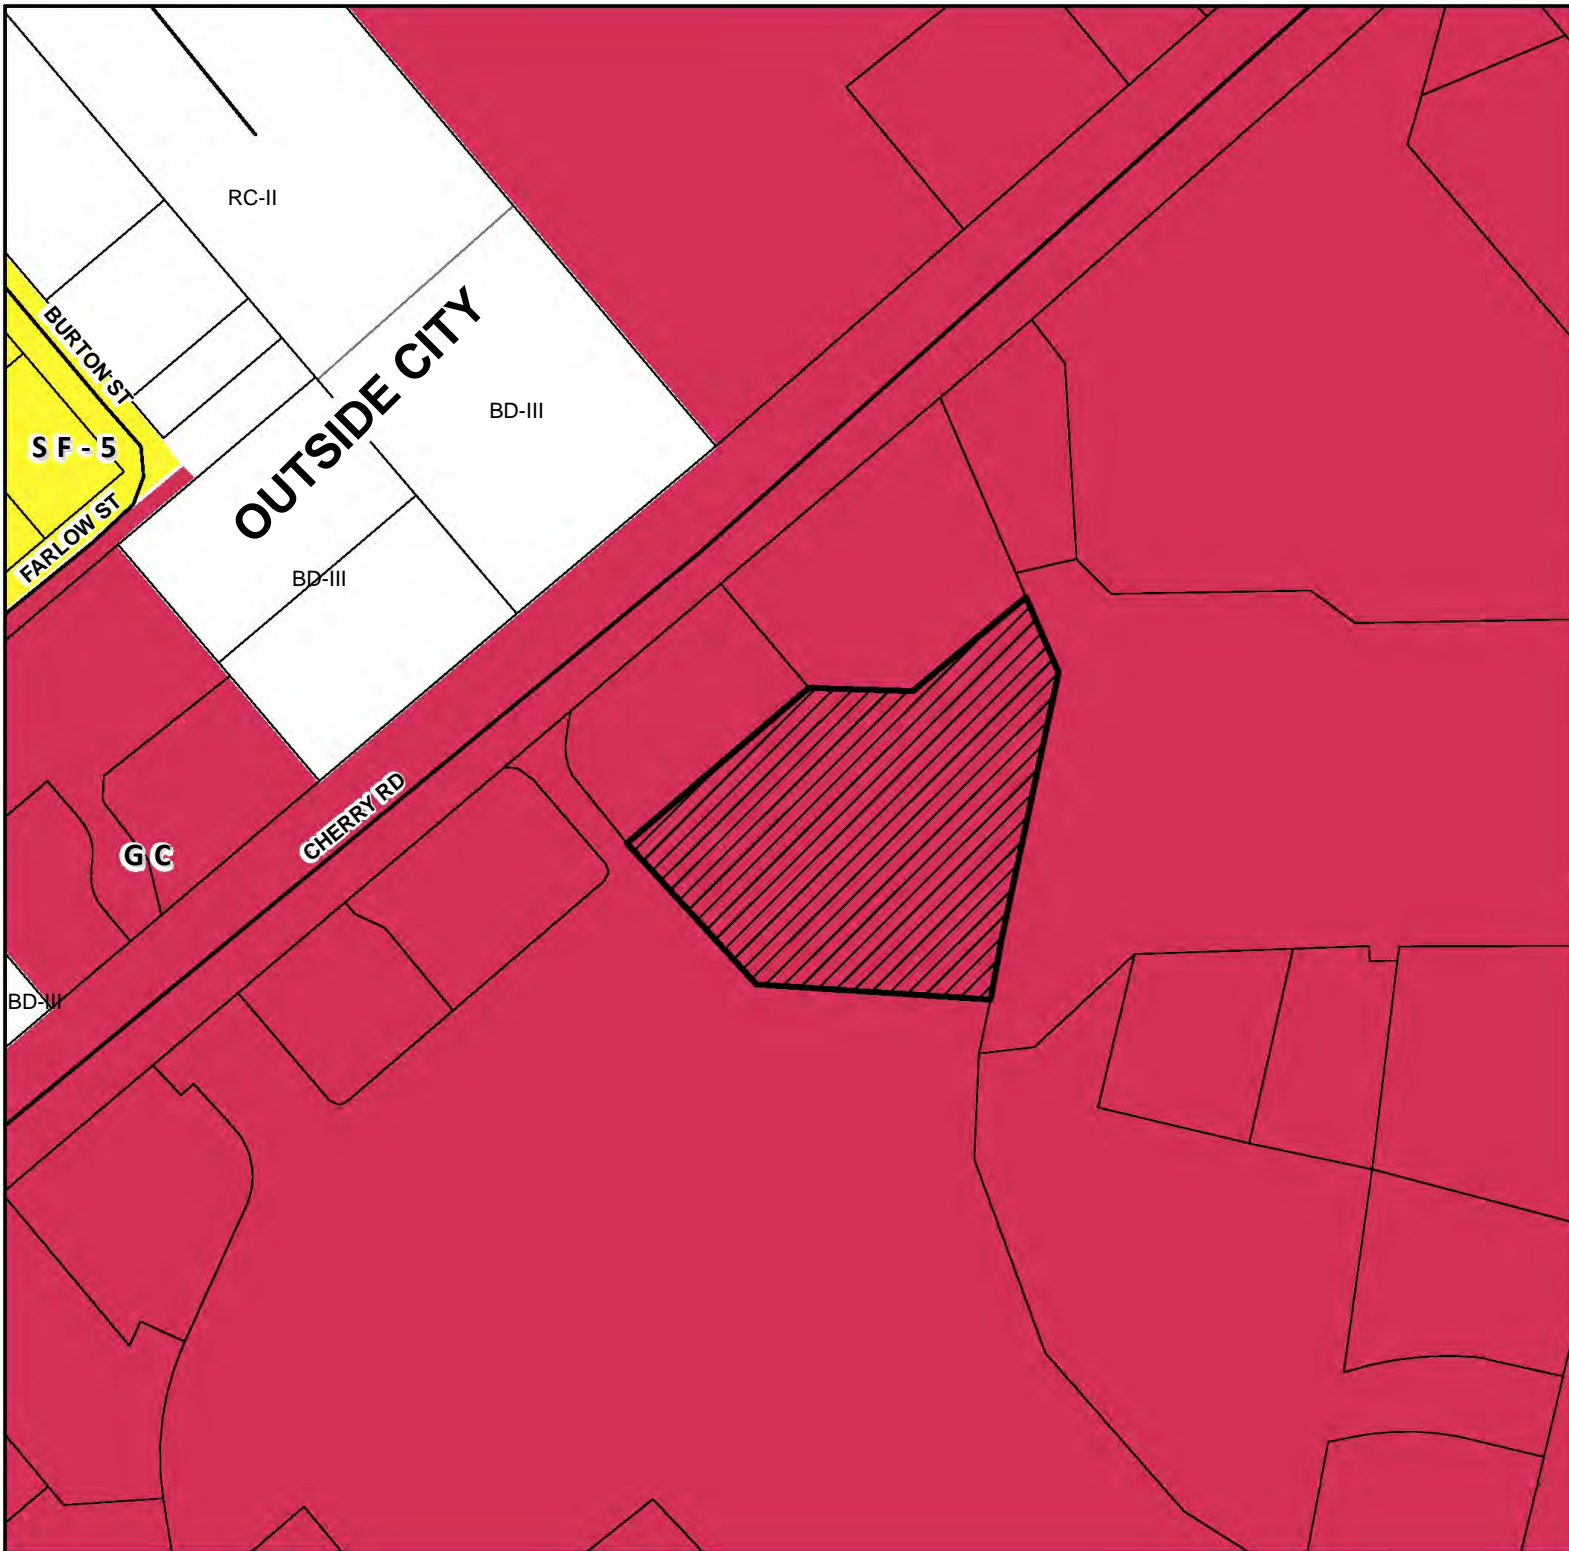 RC-II
BURTON ST
OUTSIDE CITY
BD-III
SF-5
FARLOW ST
BD-III
CHERRY RD
GC
BD-III